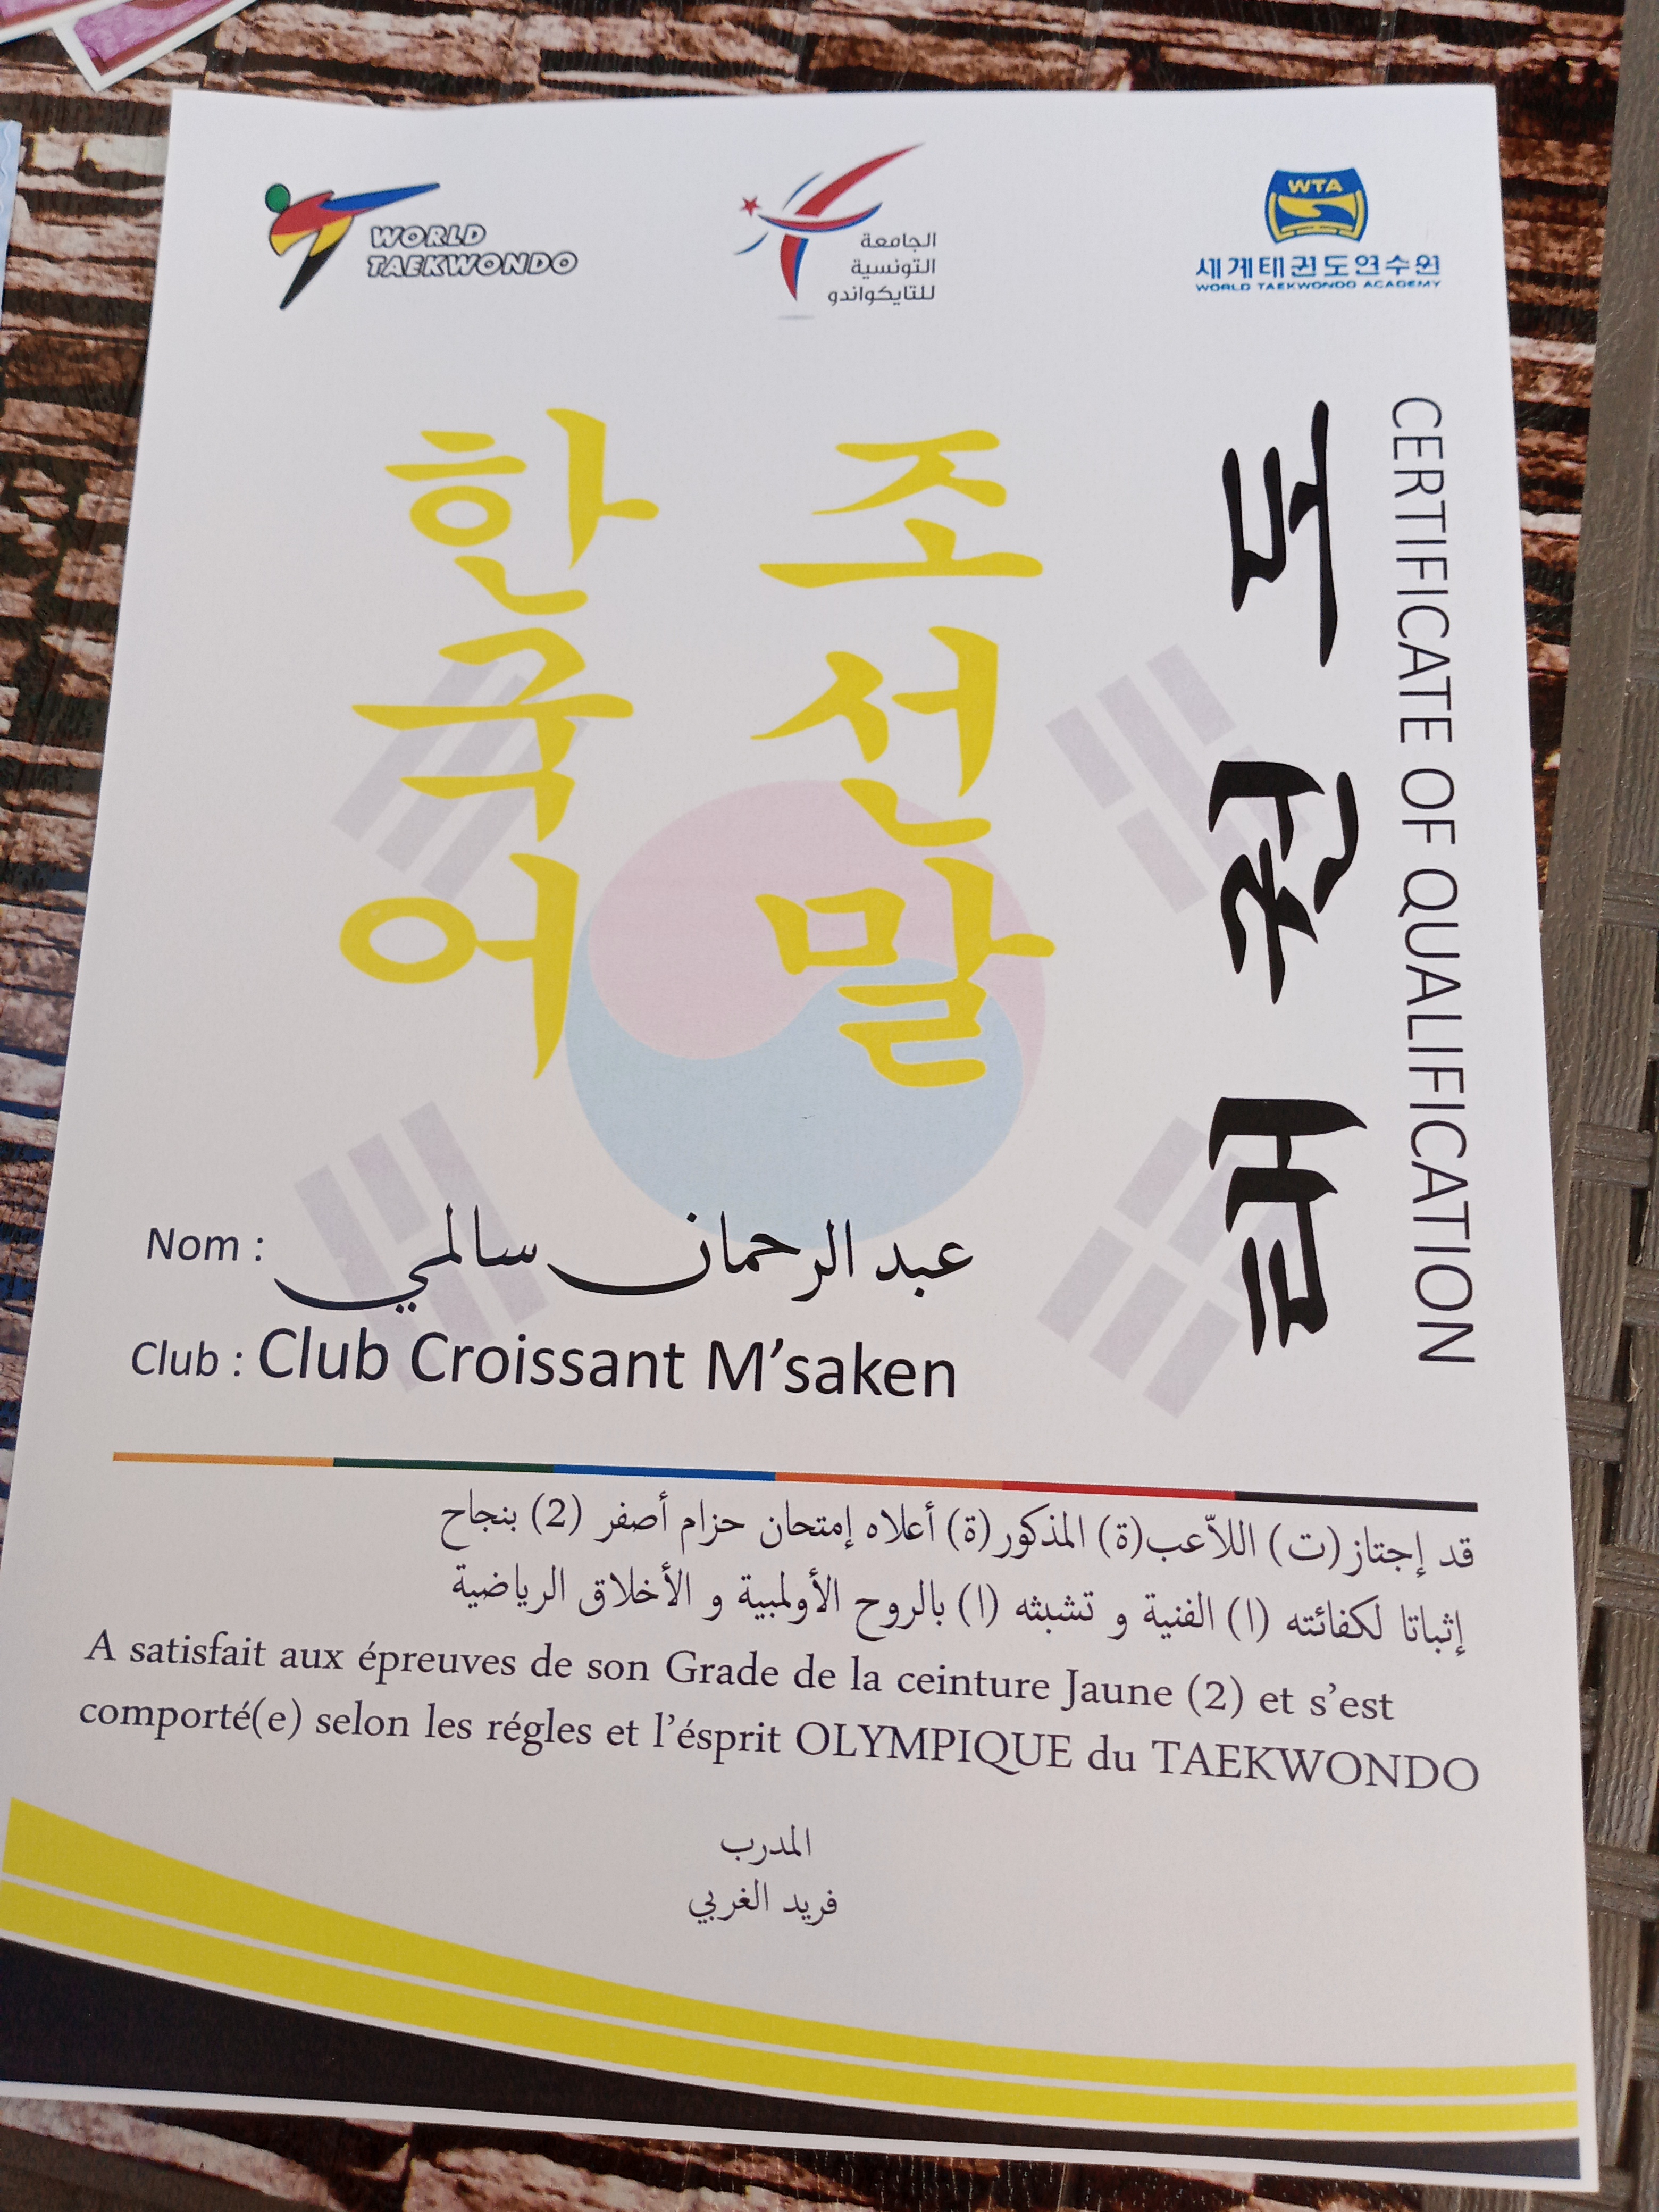 WORLD
TAEKWONDO
الجامعة
التونسية
للتايكواندو
WTA
세계태권도연수원
WORLD TAEKWONDO ACADEMY
CERTIFICATE OF QUALIFICATION
태권도
조선말
한국어
Nom : عبد الرحمان سالمي
Club : Club Croissant M'saken
قد إجتاز(ت) اللاّعب(ة) المذكور(ة) أعلاه إمتحان حزام أصفر (2) بنجاح
إثباتا لكفائته (ا) الفنية و تشبثه (ا) بالروح الأولمبية و الأخلاق الرياضية
A satisfait aux épreuves de son Grade de la ceinture Jaune (2) et s'est
comporté(e) selon les régles et l'ésprit OLYMPIQUE du TAEKWONDO
المدرب
فريد الغربي